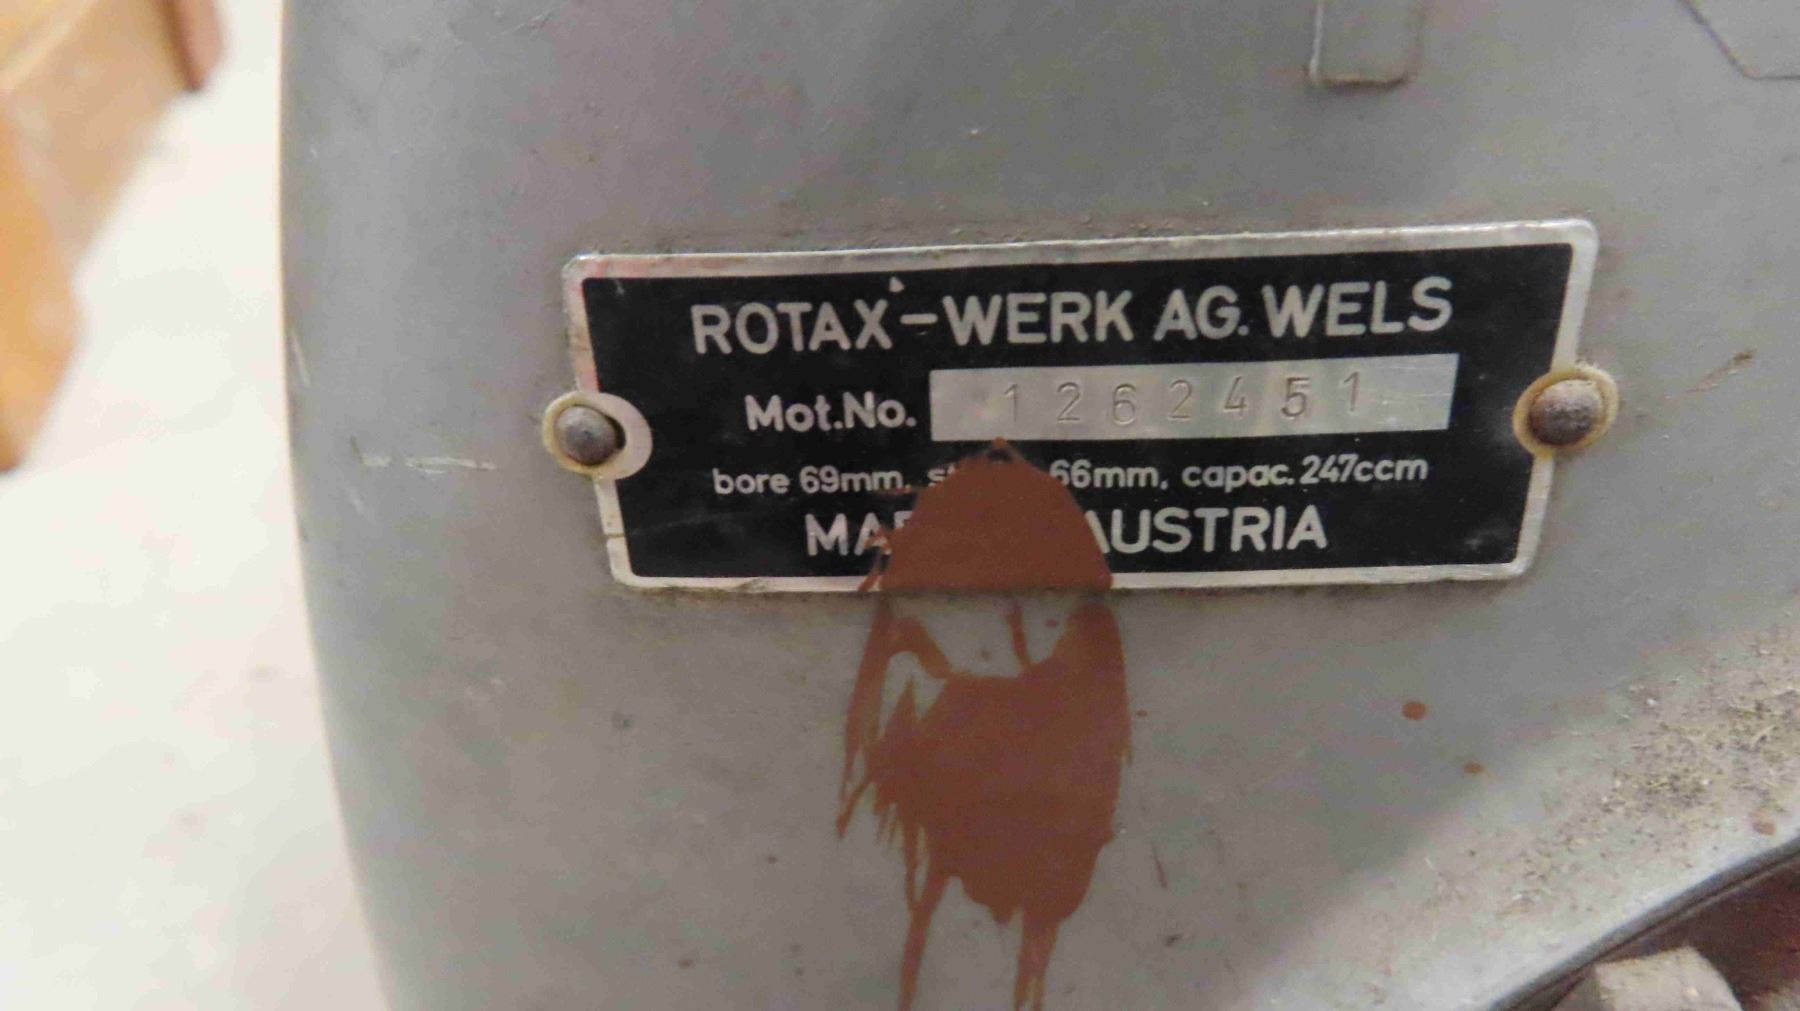 ROTAX-WERK AG. WELS
Mot.No. 1262451
bore 69mm, 66mm, capac. 247ccm
AUSTRIA